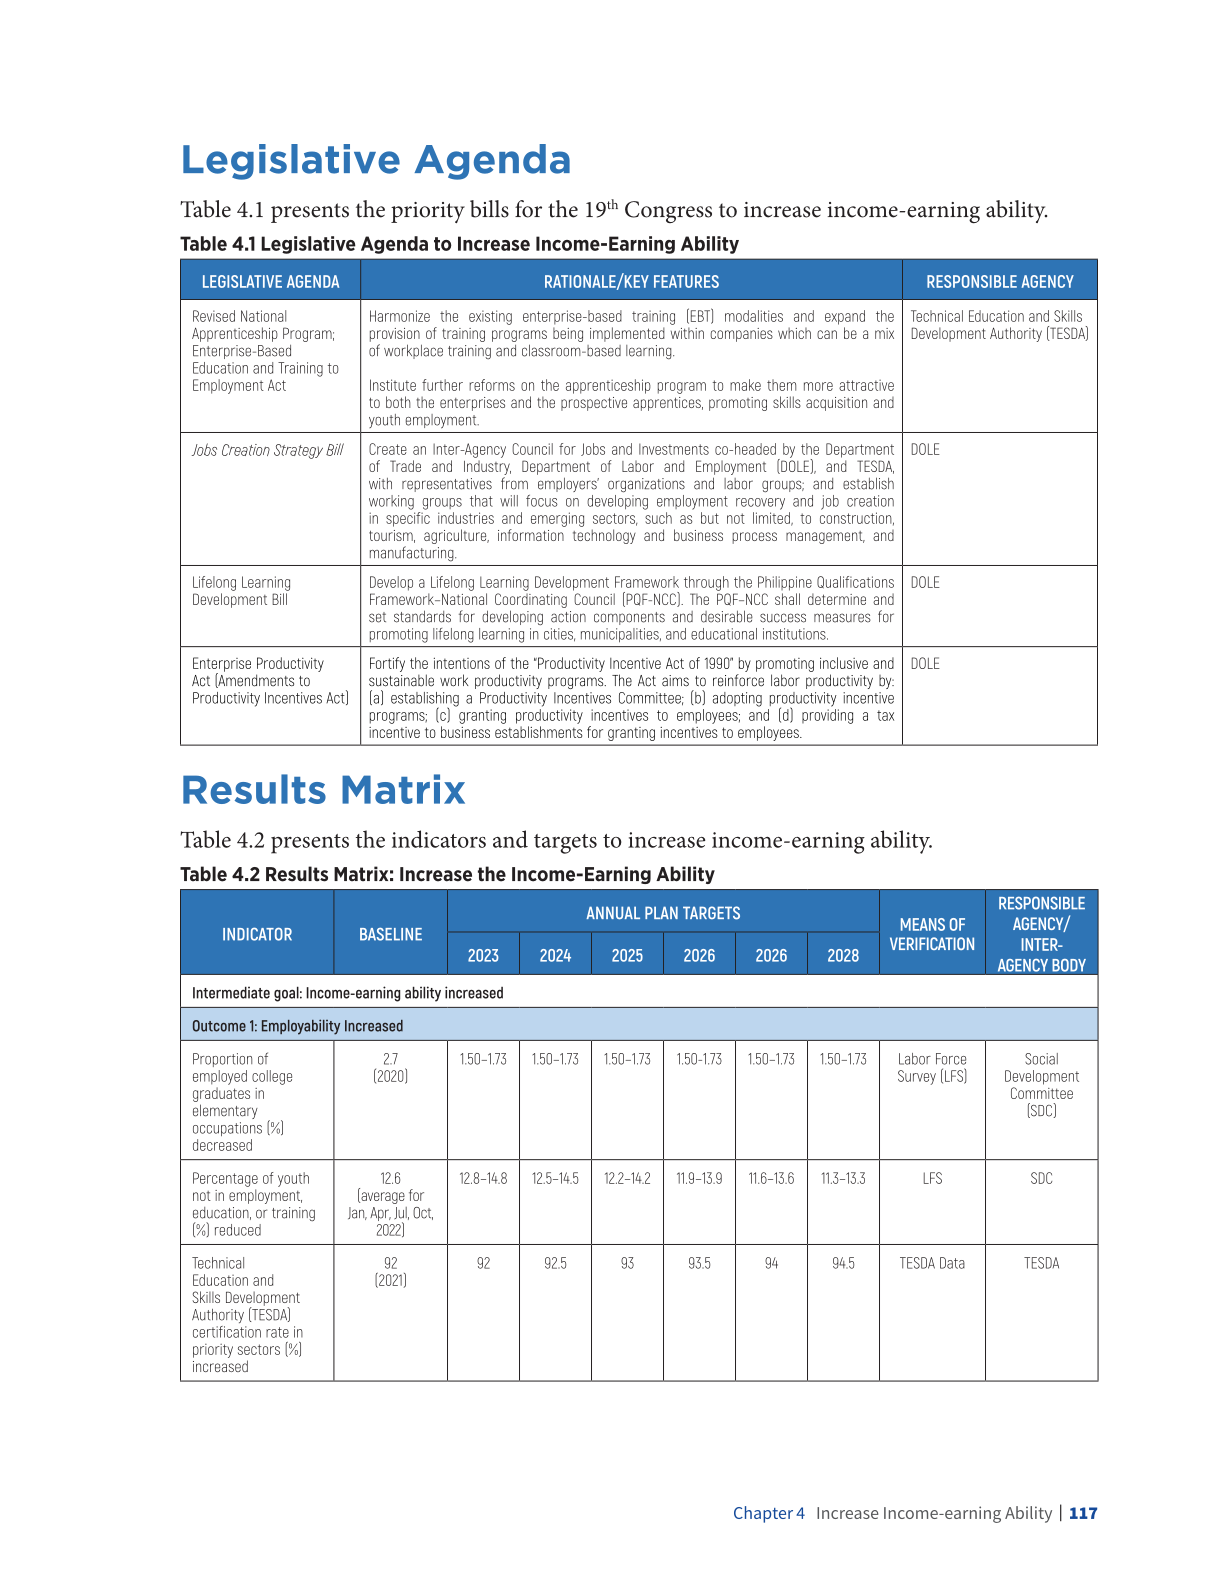 Legislative Agenda
Table 4.1 presents the priority bills for the 19th Congress to increase income-earning ability.
Table 4.1 Legislative Agenda to Increase Income-Earning Ability
LEGISLATIVE AGENDA
RATIONALE/KEY FEATURES
RESPONSIBLE AGENCY
Revised National
Apprenticeship Program;
Enterprise-Based
Education and Training to
Employment Act
Harmonize the existing enterprise-based training (EBT) modalities and expand the
provision of training programs being implemented within companies which can be a mix
of workplace training and classroom-based learning.
Institute further reforms on the apprenticeship program to make them more attractive
to both the enterprises and the prospective apprentices, promoting skills acquisition and
youth employment.
Technical Education and Skills
Development Authority (TESDA)
Jobs Creation Strategy Bill
Create an Inter-Agency Council for Jobs and Investments co-headed by the Department
of Trade and Industry, Department of Labor and Employment (DOLE), and TESDA,
with representatives from employers' organizations and labor groups; and establish
working groups that will focus on developing employment recovery and job creation
in specific industries and emerging sectors, such as but not limited, to construction,
tourism, agriculture, information technology and business process management, and
manufacturing.
DOLE
Lifelong Learning
Development Bill
Develop a Lifelong Learning Development Framework through the Philippine Qualifications
Framework–National Coordinating Council (PQF-NCC). The PQF–NCC shall determine and
set standards for developing action components and desirable success measures for
promoting lifelong learning in cities, municipalities, and educational institutions.
DOLE
Enterprise Productivity
Act (Amendments to
Productivity Incentives Act)
Fortify the intentions of the "Productivity Incentive Act of 1990" by promoting inclusive and
sustainable work productivity programs. The Act aims to reinforce labor productivity by:
(a) establishing a Productivity Incentives Committee; (b) adopting productivity incentive
programs; (c) granting productivity incentives to employees; and (d) providing a tax
incentive to business establishments for granting incentives to employees.
DOLE
Results Matrix
Table 4.2 presents the indicators and targets to increase income-earning ability.
Table 4.2 Results Matrix: Increase the Income-Earning Ability
INDICATOR
BASELINE
ANNUAL PLAN TARGETS
2023 2024 2025 2026 2026 2028
MEANS OF
VERIFICATION
RESPONSIBLE
AGENCY/
INTER-
AGENCY BODY
Intermediate goal: Income-earning ability increased
Outcome 1: Employability Increased
Proportion of
employed college
graduates in
elementary
occupations (%)
decreased
2.7
(2020)
1.50–1.73 1.50–1.73 1.50–1.73 1.50-1.73 1.50–1.73 1.50–1.73
Labor Force
Survey (LFS)
Social
Development
Committee
(SDC)
Percentage of youth
not in employment,
education, or training
(%) reduced
12.6
(average for
Jan, Apr, Jul, Oct,
2022)
12.8–14.8 12.5–14.5 12.2–14.2 11.9–13.9 11.6–13.6 11.3–13.3
LFS
SDC
Technical
Education and
Skills Development
Authority (TESDA)
certification rate in
priority sectors (%)
increased
92
(2021)
92 92.5 93 93.5 94 94.5
TESDA Data
TESDA
Chapter 4 Increase Income-earning Ability | 117